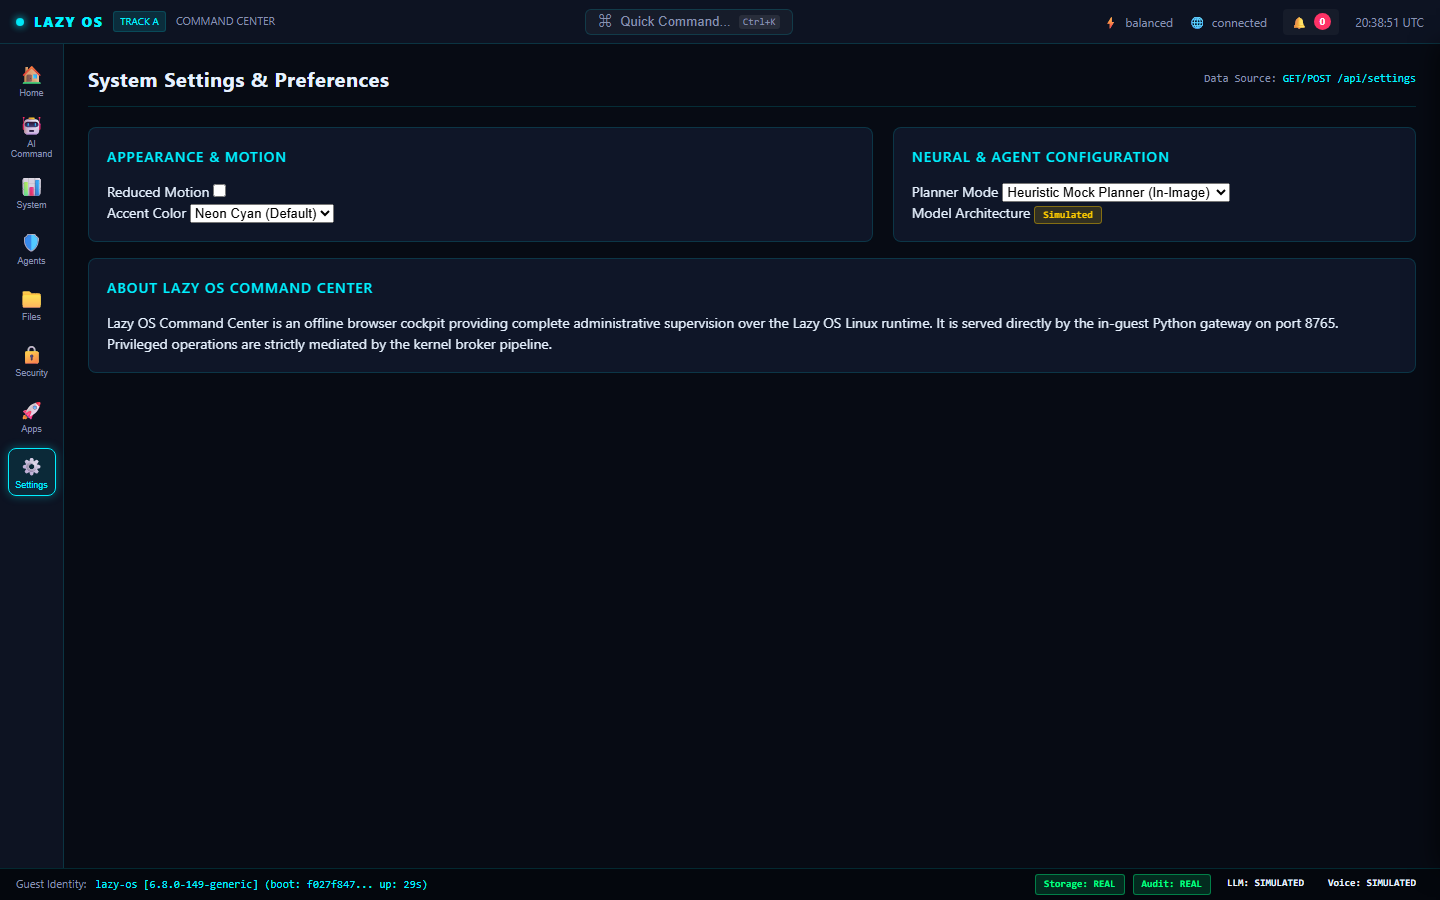 LAZY OS TRACK A COMMAND CENTER
⌘ Quick Command... Ctrl+K
balanced connected 0 20:38:51 UTC
Home
AI
Command
System
Agents
Files
Security
Apps
Settings
System Settings & Preferences
Data Source: GET/POST /api/settings
APPEARANCE & MOTION
Reduced Motion
Accent Color Neon Cyan (Default)
NEURAL & AGENT CONFIGURATION
Planner Mode Heuristic Mock Planner (In-Image)
Model Architecture Simulated
ABOUT LAZY OS COMMAND CENTER
Lazy OS Command Center is an offline browser cockpit providing complete administrative supervision over the Lazy OS Linux runtime. It is served directly by the in-guest Python gateway on port 8765.
Privileged operations are strictly mediated by the kernel broker pipeline.
Guest Identity: lazy-os [6.8.0-149-generic] (boot: f027f847... up: 29s)
Storage: REAL Audit: REAL LLM: SIMULATED Voice: SIMULATED